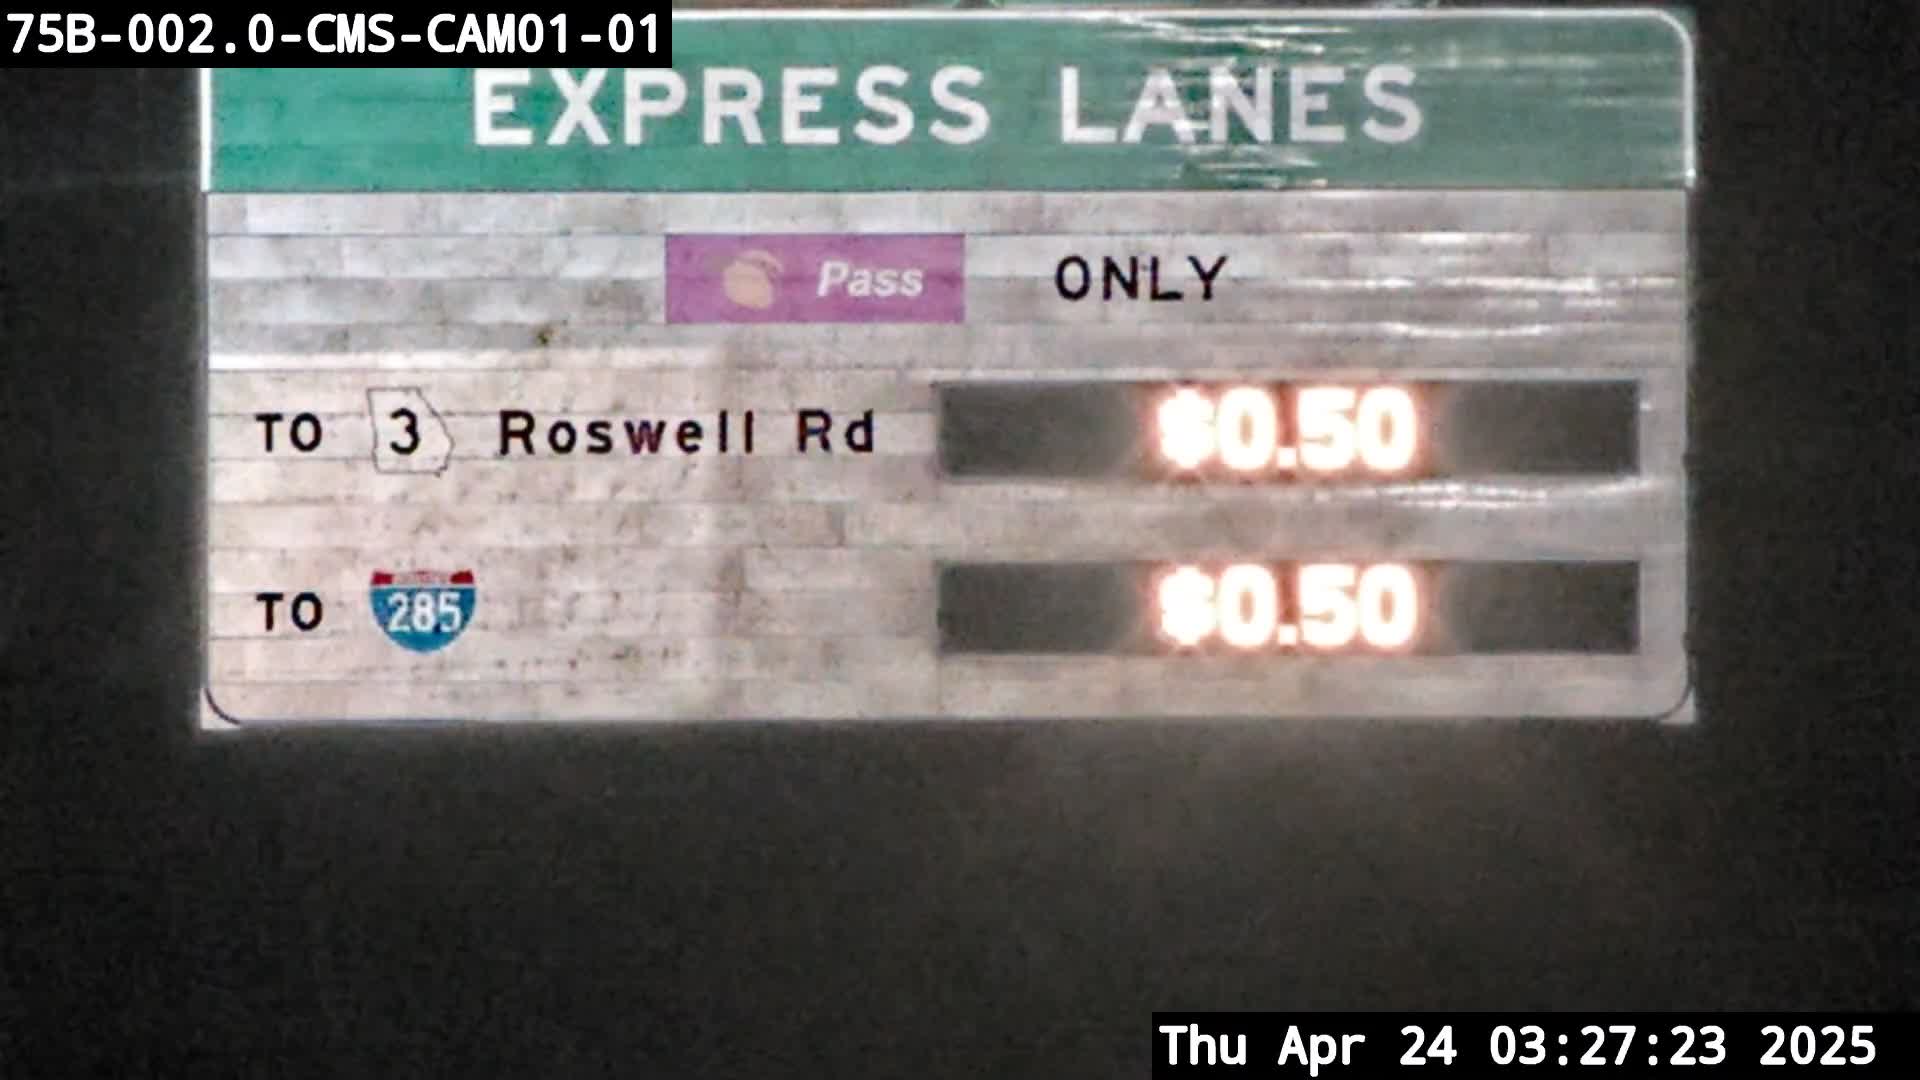 75B-002.0-CMS-CAM01-01
EXPRESS LANES
Pass ONLY
TO 3 Roswell Rd $0.50
TO 285 $0.50
Thu Apr 24 03:27:23 2025